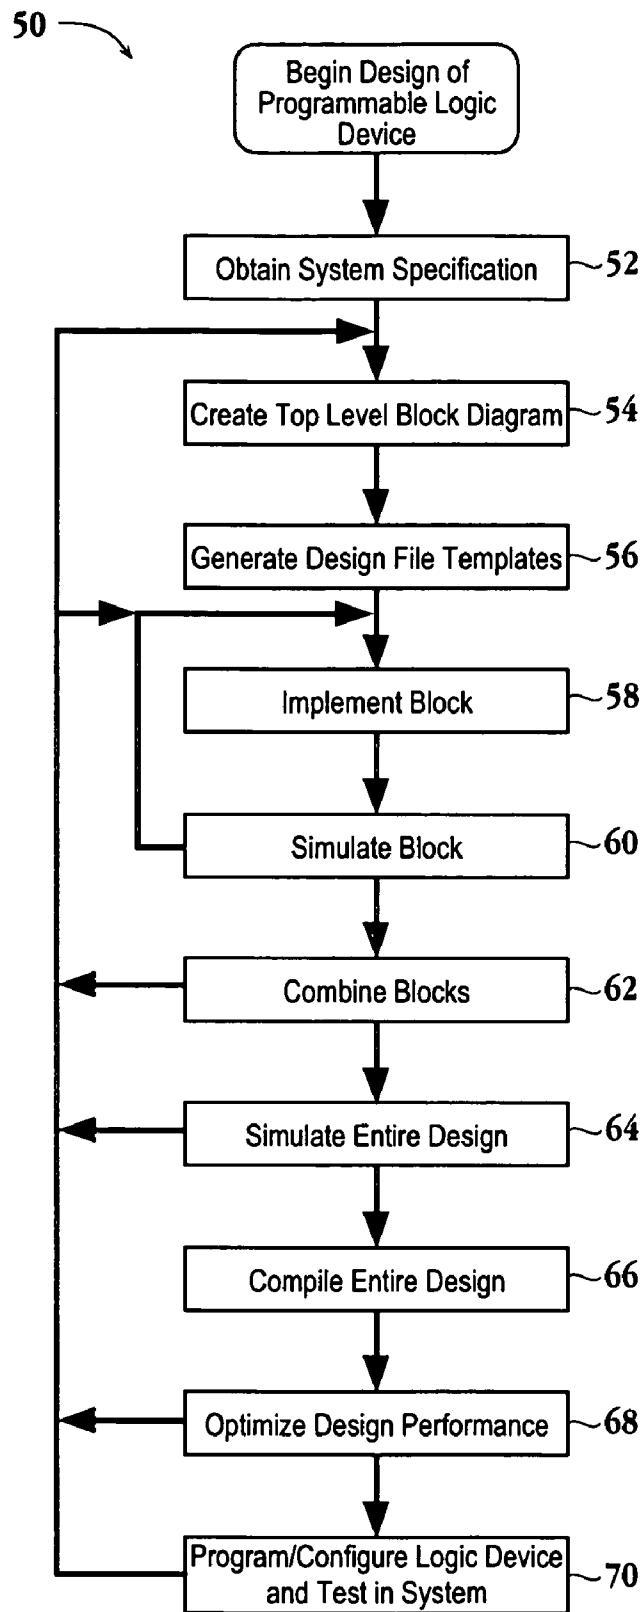 50
Begin Design of
Programmable Logic
Device
Obtain System Specification 52
Create Top Level Block Diagram 54
Generate Design File Templates 56
Implement Block 58
Simulate Block 60
Combine Blocks 62
Simulate Entire Design 64
Compile Entire Design 66
Optimize Design Performance 68
Program/Configure Logic Device
and Test in System 70